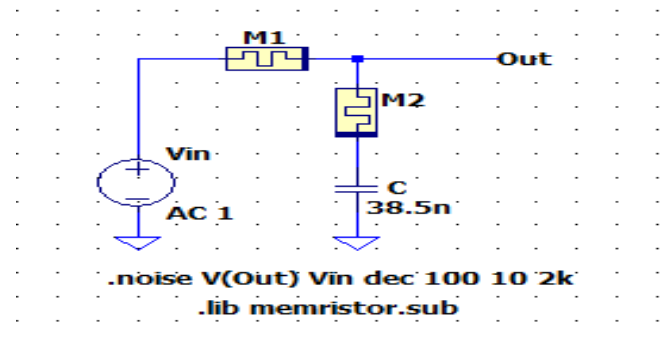 M1
Out
M2
Vin
C
AC 1
38.5n
.noise V(Out) Vin dec 100 10 2k
.lib memristor.sub